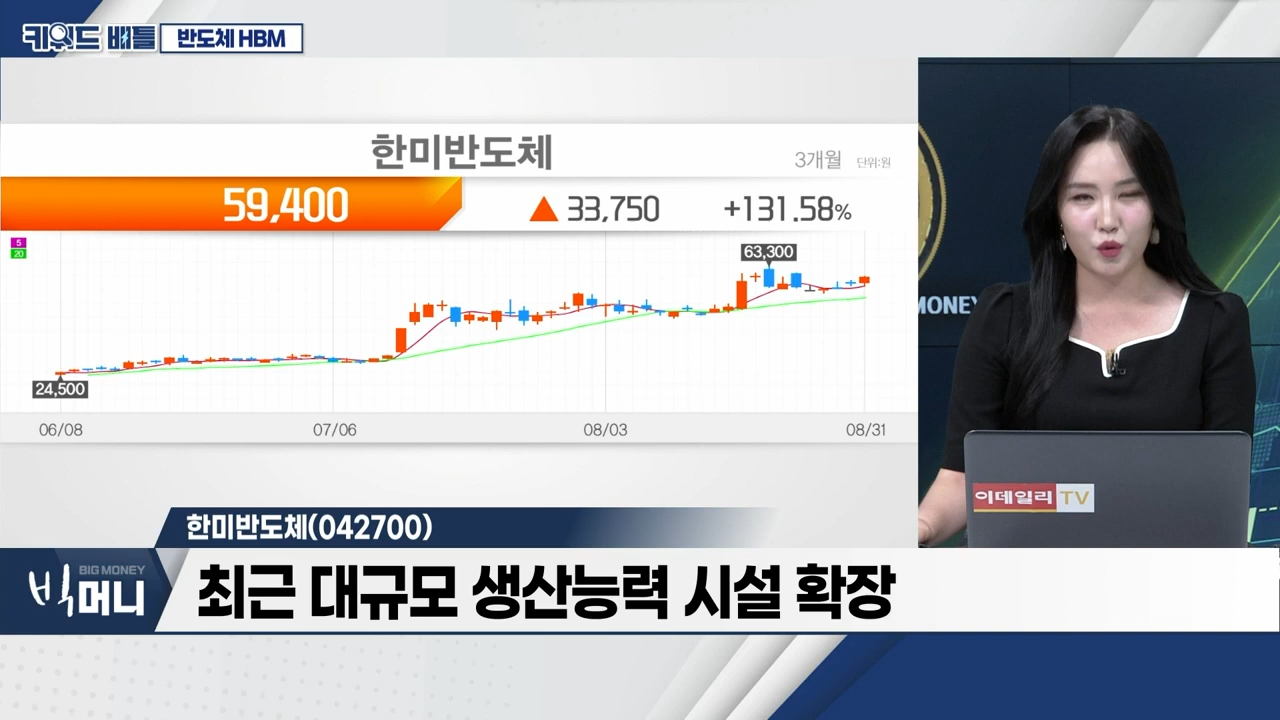 키워드 배틀
반도체 HBM
한미반도체
3개월 단위:원
59,400 ▲ 33,750 +131.58%
5
20
63,300
24,500
06/08 07/06 08/03 08/31
MONEY
이데일리 TV
한미반도체(042700)
BIG MONEY
빅머니
최근 대규모 생산능력 시설 확장